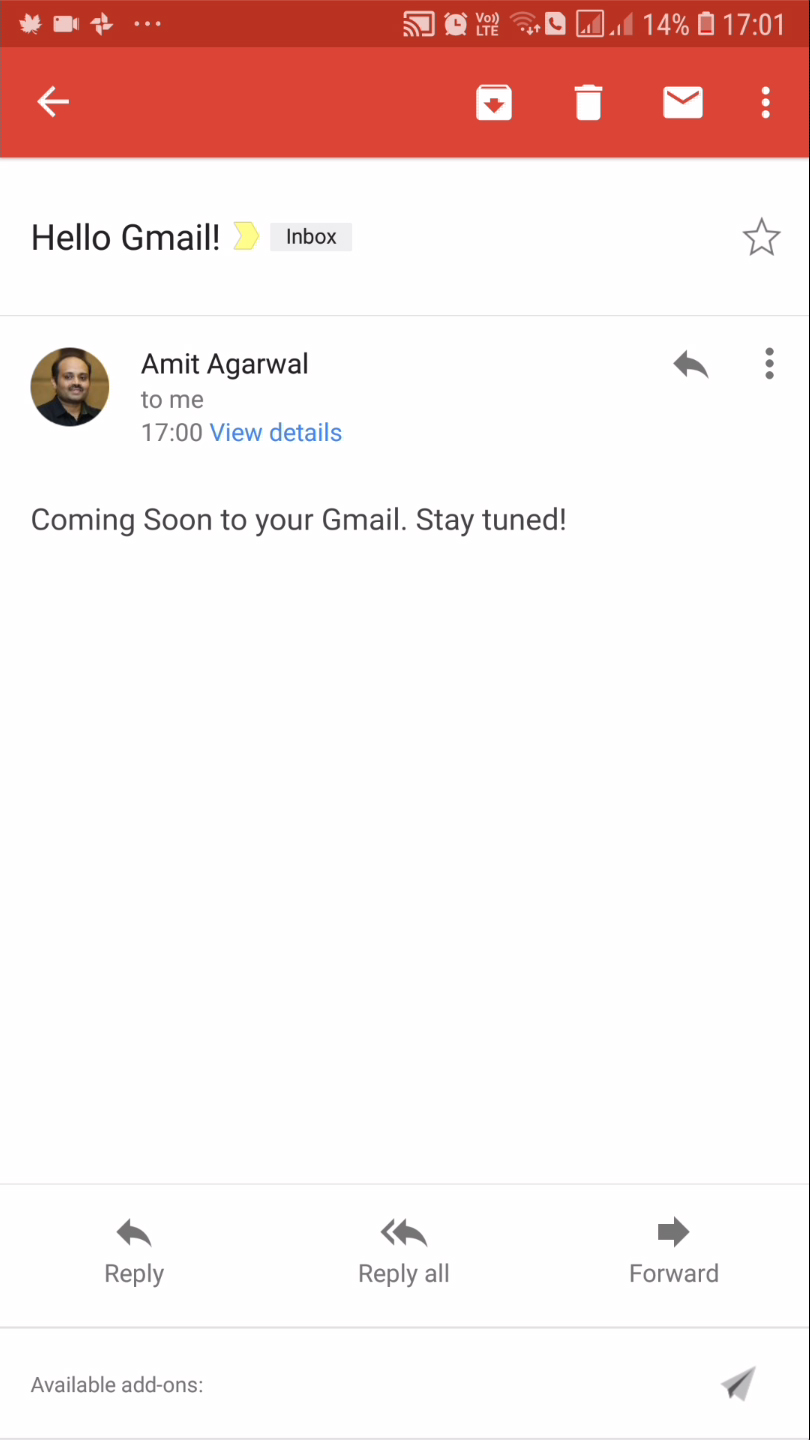 Vo)) LTE 14% 17:01
Hello Gmail! Inbox
Amit Agarwal
to me
17:00 View details
Coming Soon to your Gmail. Stay tuned!
Reply Reply all Forward
Available add-ons: